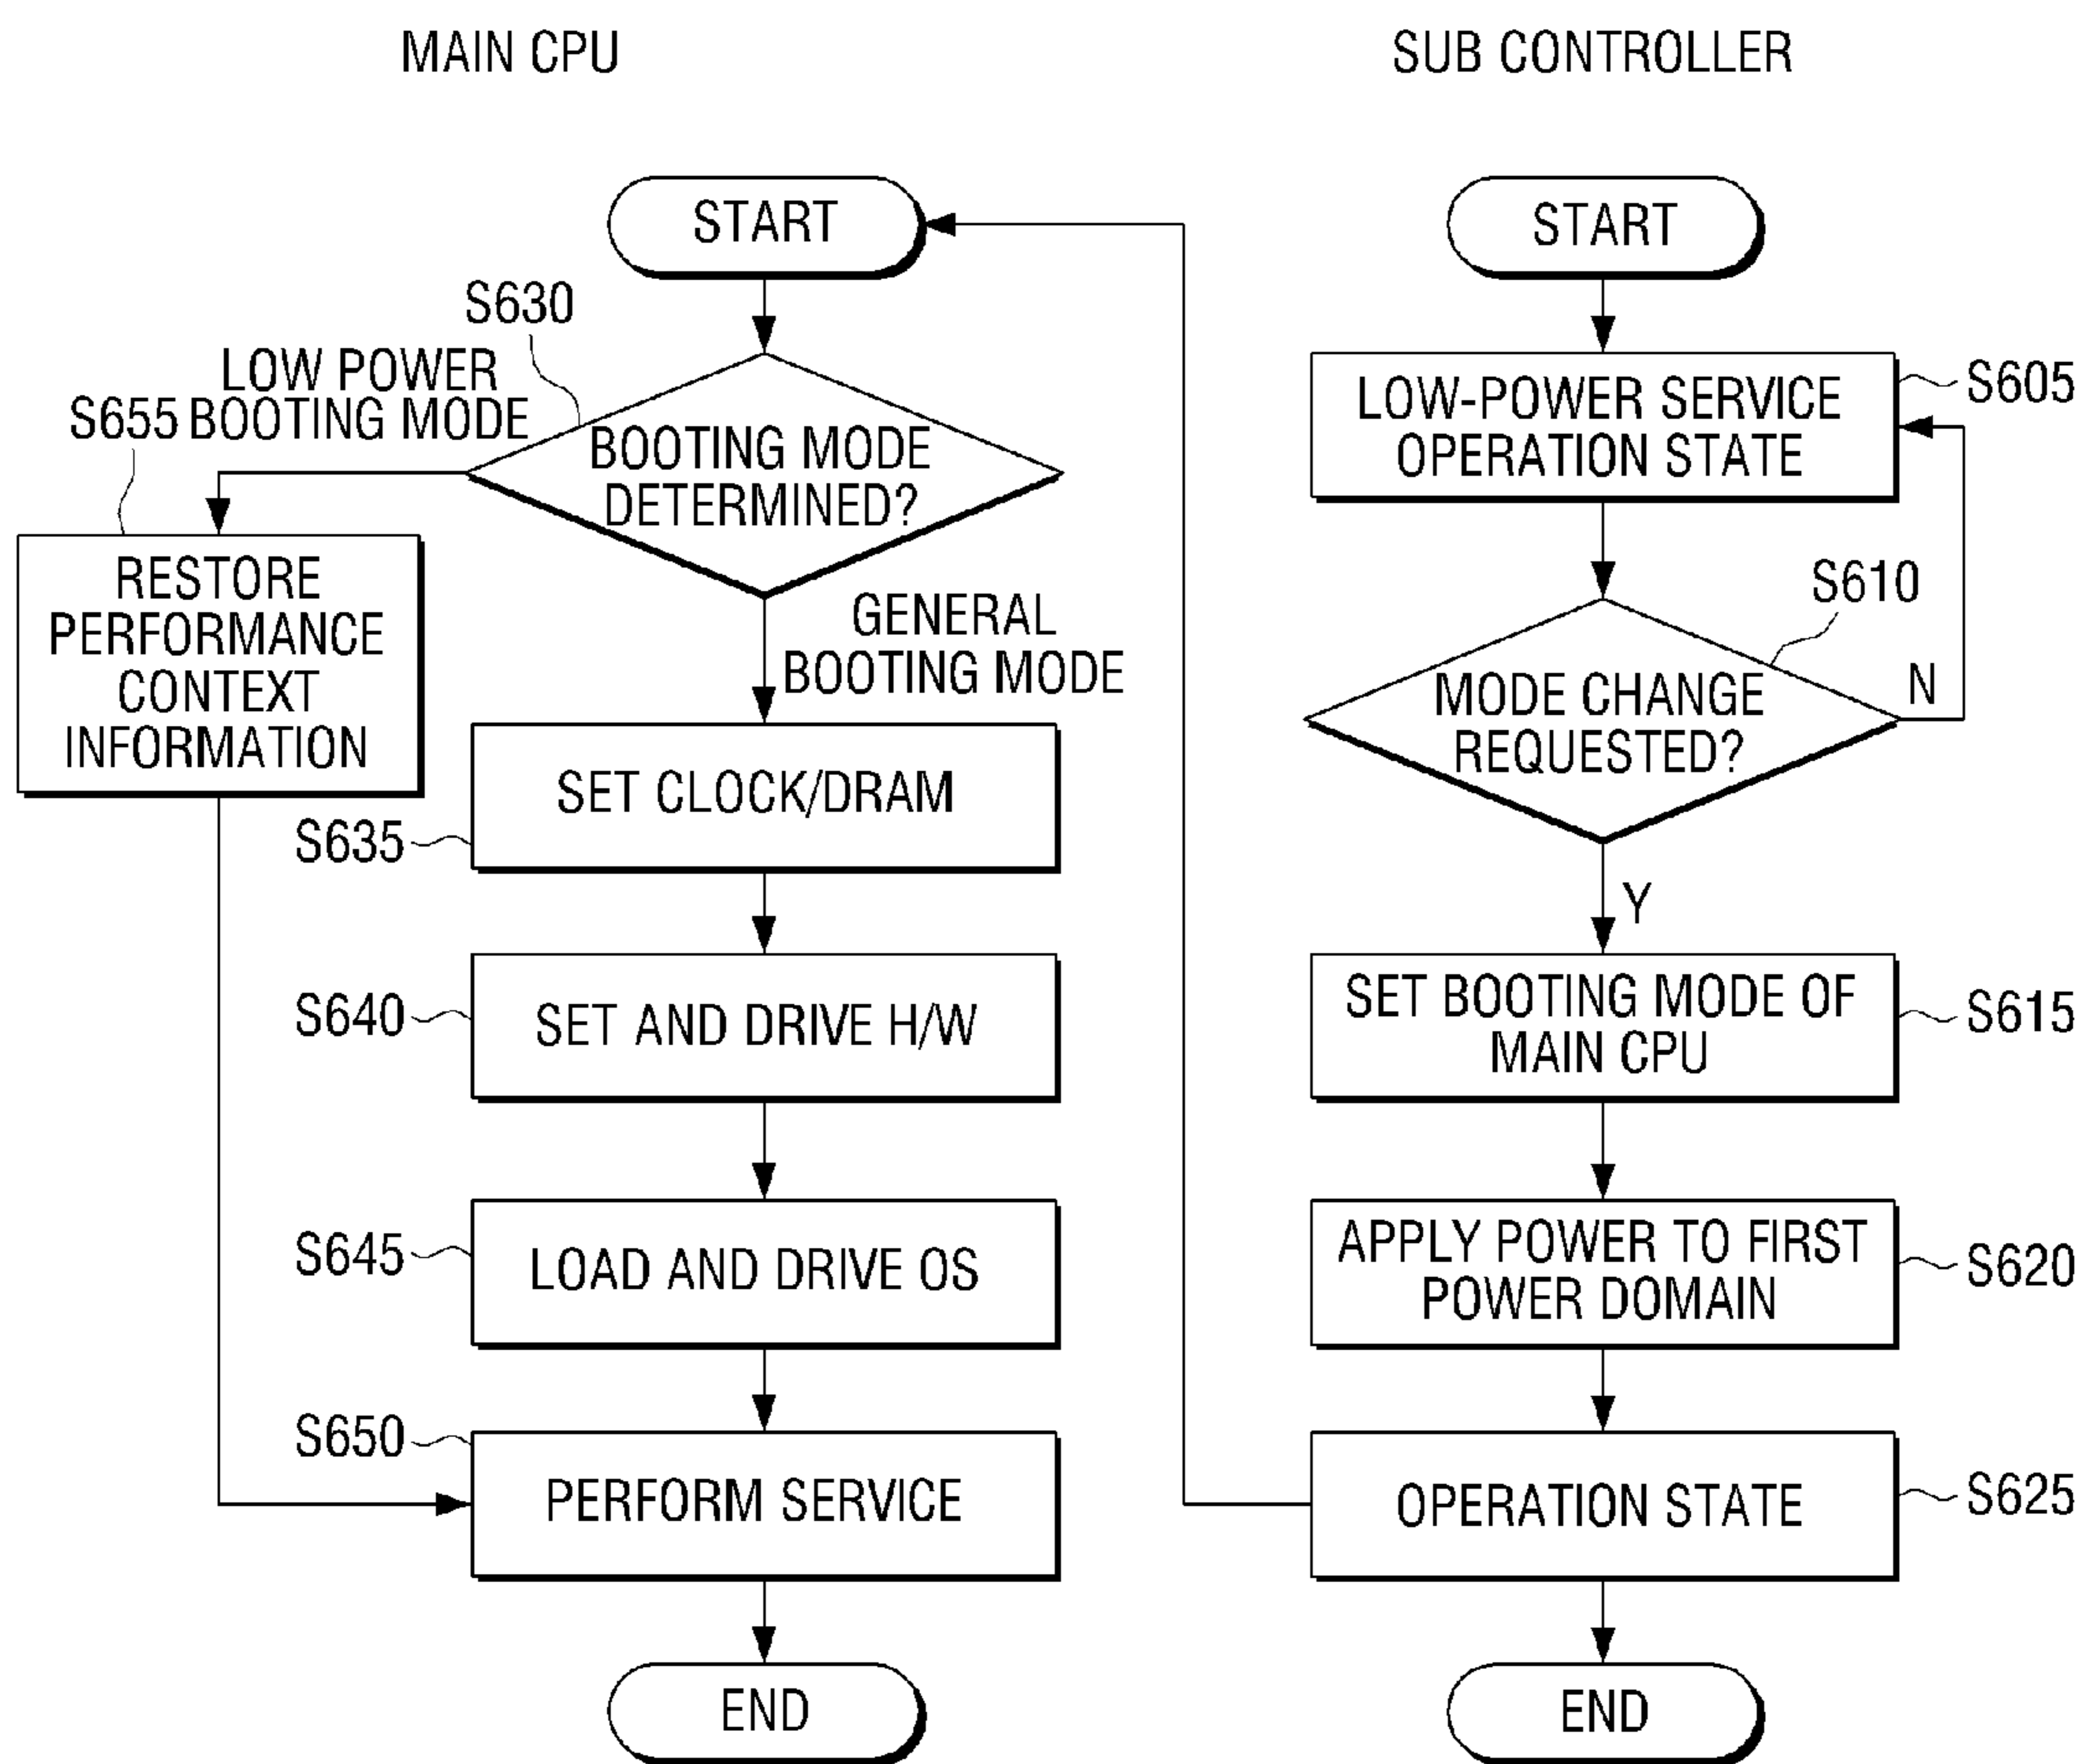 MAIN CPU
SUB CONTROLLER
START
START
S630
LOW POWER
BOOTING MODE
S655
BOOTING MODE
DETERMINED?
RESTORE
PERFORMANCE
CONTEXT
INFORMATION
GENERAL
BOOTING MODE
SET CLOCK/DRAM
S635
S640
SET AND DRIVE H/W
S645
LOAD AND DRIVE OS
S650
PERFORM SERVICE
END
LOW-POWER SERVICE
OPERATION STATE
S605
S610
MODE CHANGE
REQUESTED?
N
Y
SET BOOTING MODE OF
MAIN CPU
S615
APPLY POWER TO FIRST
POWER DOMAIN
S620
OPERATION STATE
S625
END